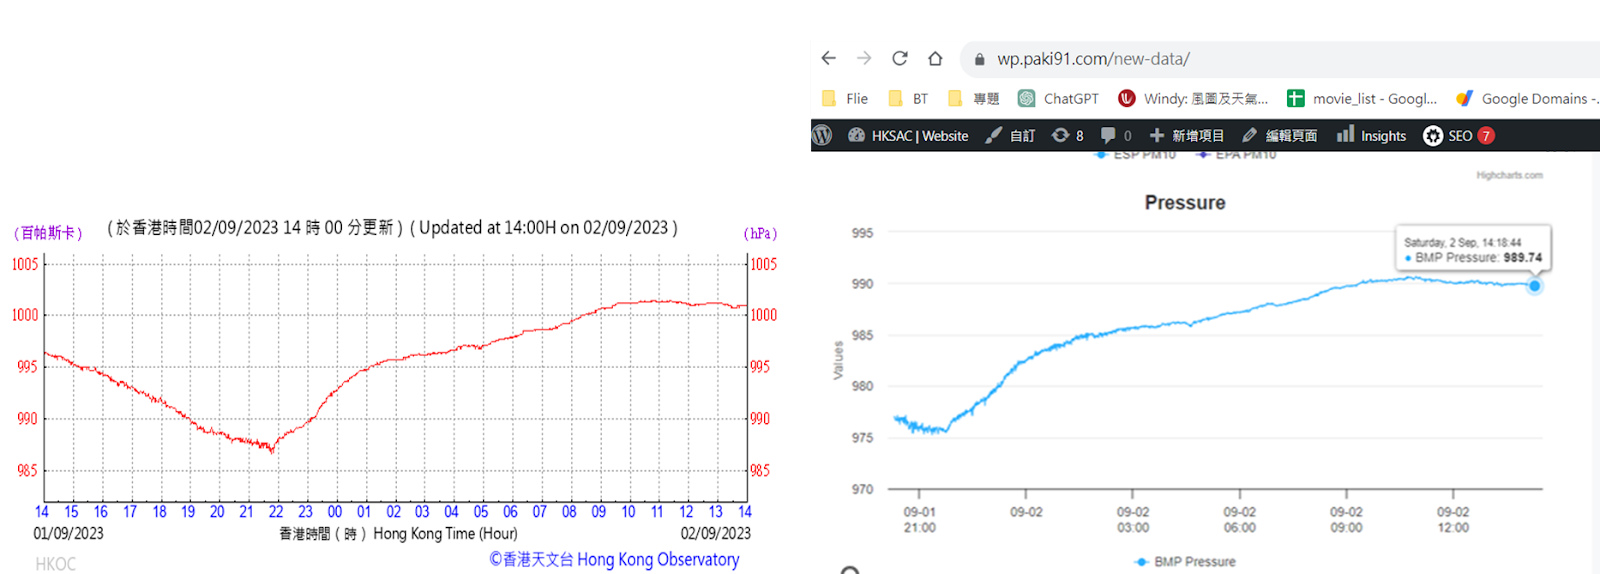 (百帕斯卡)
(於香港時間02/09/2023 14 時 00 分更新) (Updated at 14:00H on 02/09/2023)
(hPa)
1005
1000
995
990
985
1005
1000
995
990
985
14 15 16 17 18 19 20 21 22 23 00 01 02 03 04 05 06 07 08 09 10 11 12 13 14
01/09/2023
香港時間(時) Hong Kong Time (Hour)
02/09/2023
©香港天文台 Hong Kong Observatory
HKOC
wp.paki91.com/new-data/
Flie
BT
專題
ChatGPT
Windy: 風圖及天氣...
movie_list - Googl...
Google Domains -...
HKSAC | Website
自訂
8
0
新增項目
編輯頁面
Insights
SEO 7
ESP PM10
EPA PM10
Highcharts.com
Pressure
Saturday, 2 Sep, 14:18:44
BMP Pressure: 989.74
Values
995
990
985
980
975
970
09-01
21:00
09-02
09-02
03:00
09-02
06:00
09-02
09:00
09-02
12:00
BMP Pressure